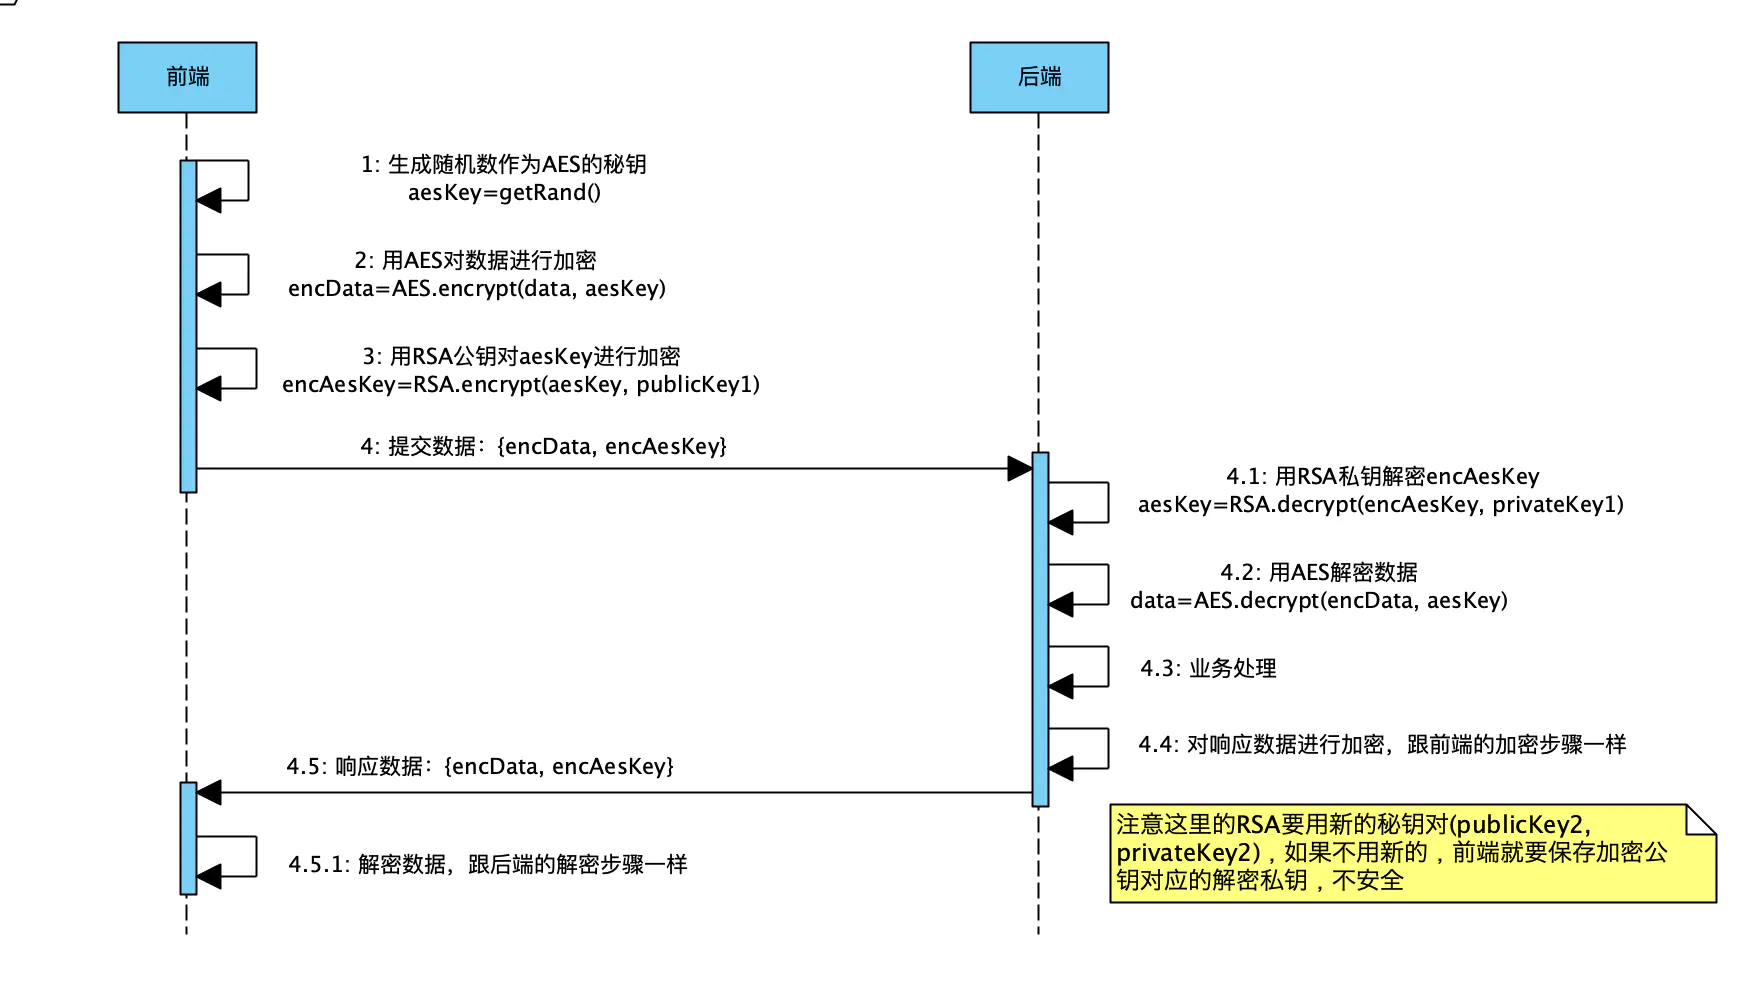 前端
后端
1: 生成随机数作为AES的秘钥
aesKey=getRand()
2: 用AES对数据进行加密
encData=AES.encrypt(data, aesKey)
3: 用RSA公钥对aesKey进行加密
encAesKey=RSA.encrypt(aesKey, publicKey1)
4: 提交数据：{encData, encAesKey}
4.1: 用RSA私钥解密encAesKey
aesKey=RSA.decrypt(encAesKey, privateKey1)
4.2: 用AES解密数据
data=AES.decrypt(encData, aesKey)
4.3: 业务处理
4.4: 对响应数据进行加密，跟前端的加密步骤一样
4.5: 响应数据：{encData, encAesKey}
注意这里的RSA要用新的秘钥对(publicKey2,
privateKey2)，如果不用新的，前端就要保存加密公
钥对应的解密私钥，不安全
4.5.1: 解密数据，跟后端的解密步骤一样